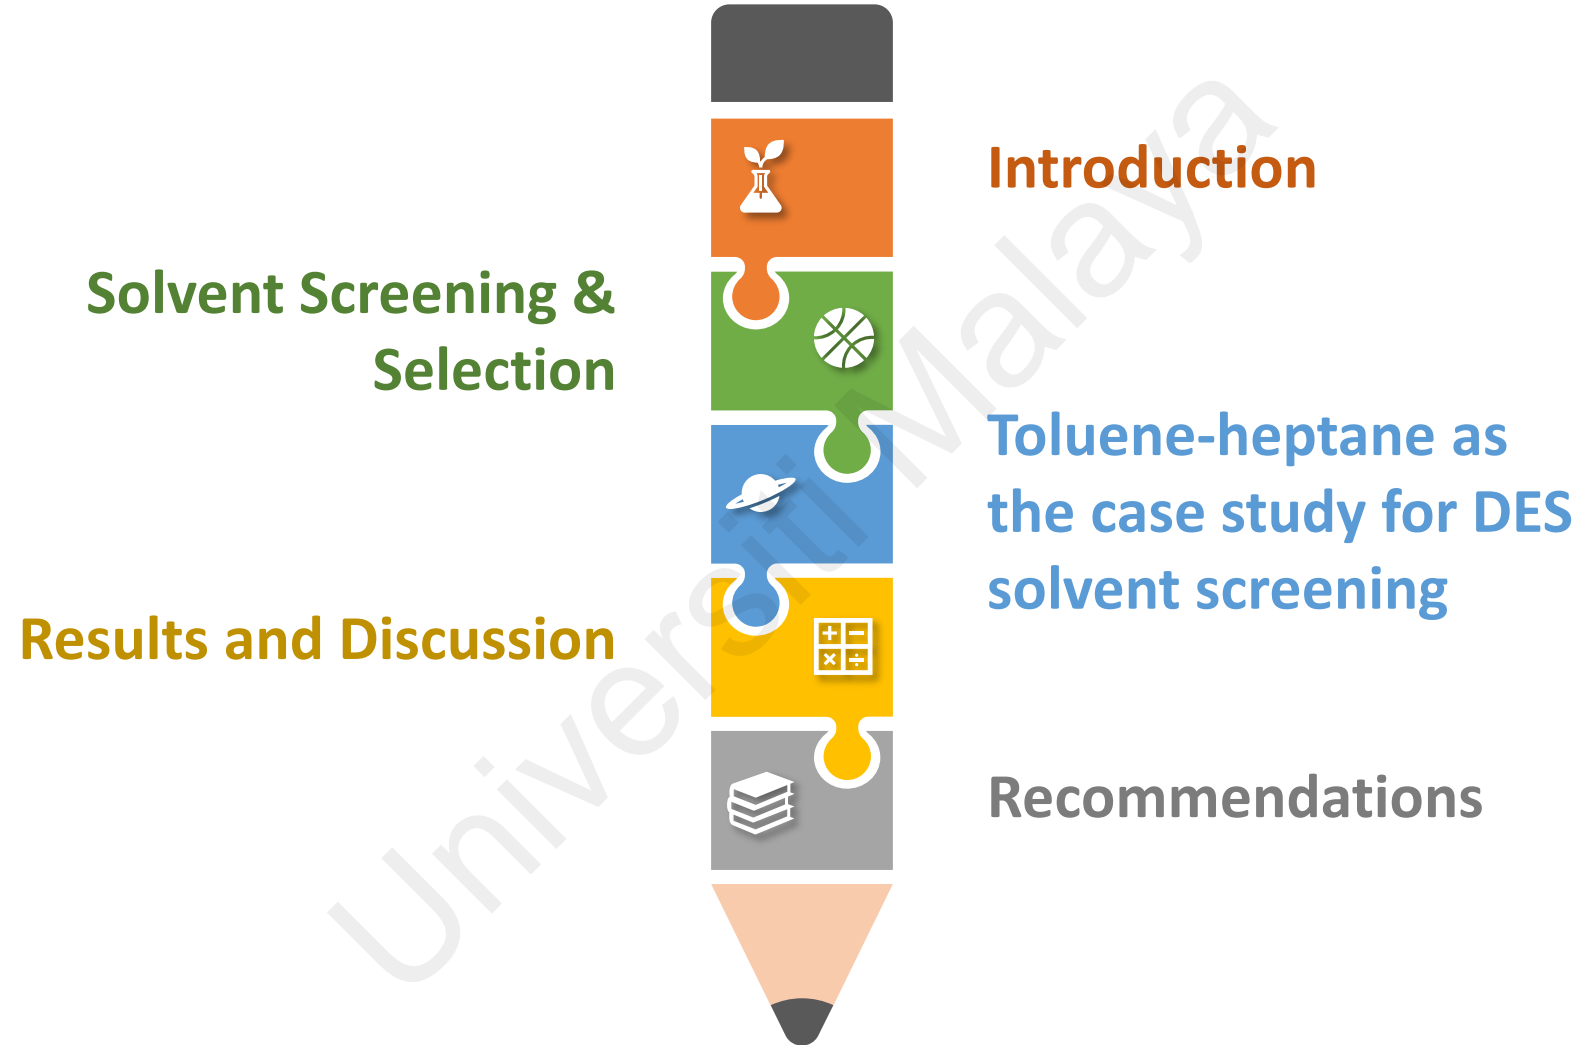 Introduction
Solvent Screening &
Selection
Toluene-heptane as
the case study for DES
solvent screening
Results and Discussion
Recommendations
Universiti Malaya